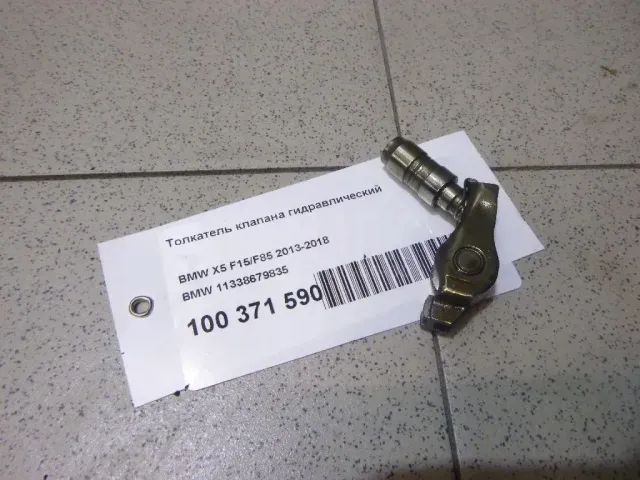 Толкатель клапана гидравлический
BMW X5 F15/F85 2013-2018
BMW 11338679835
100 371 590